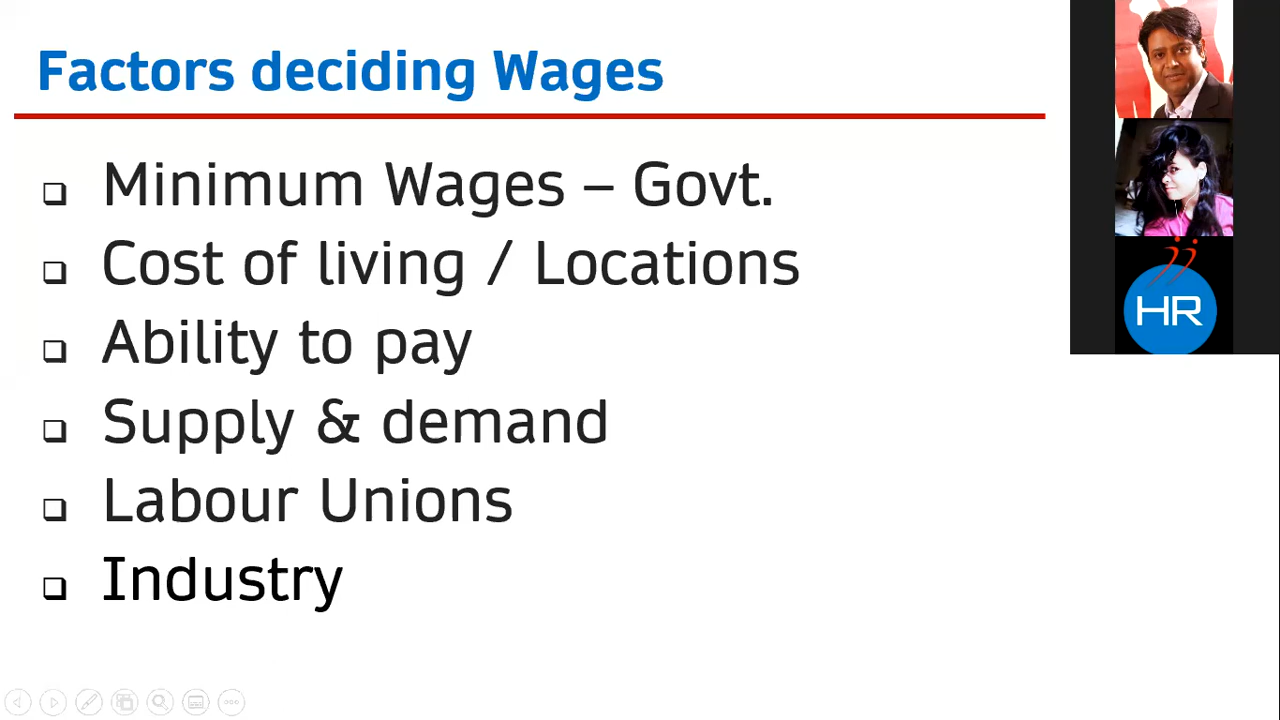 Factors deciding Wages
Minimum Wages – Govt.
Cost of living / Locations
Ability to pay
Supply & demand
Labour Unions
Industry
HR